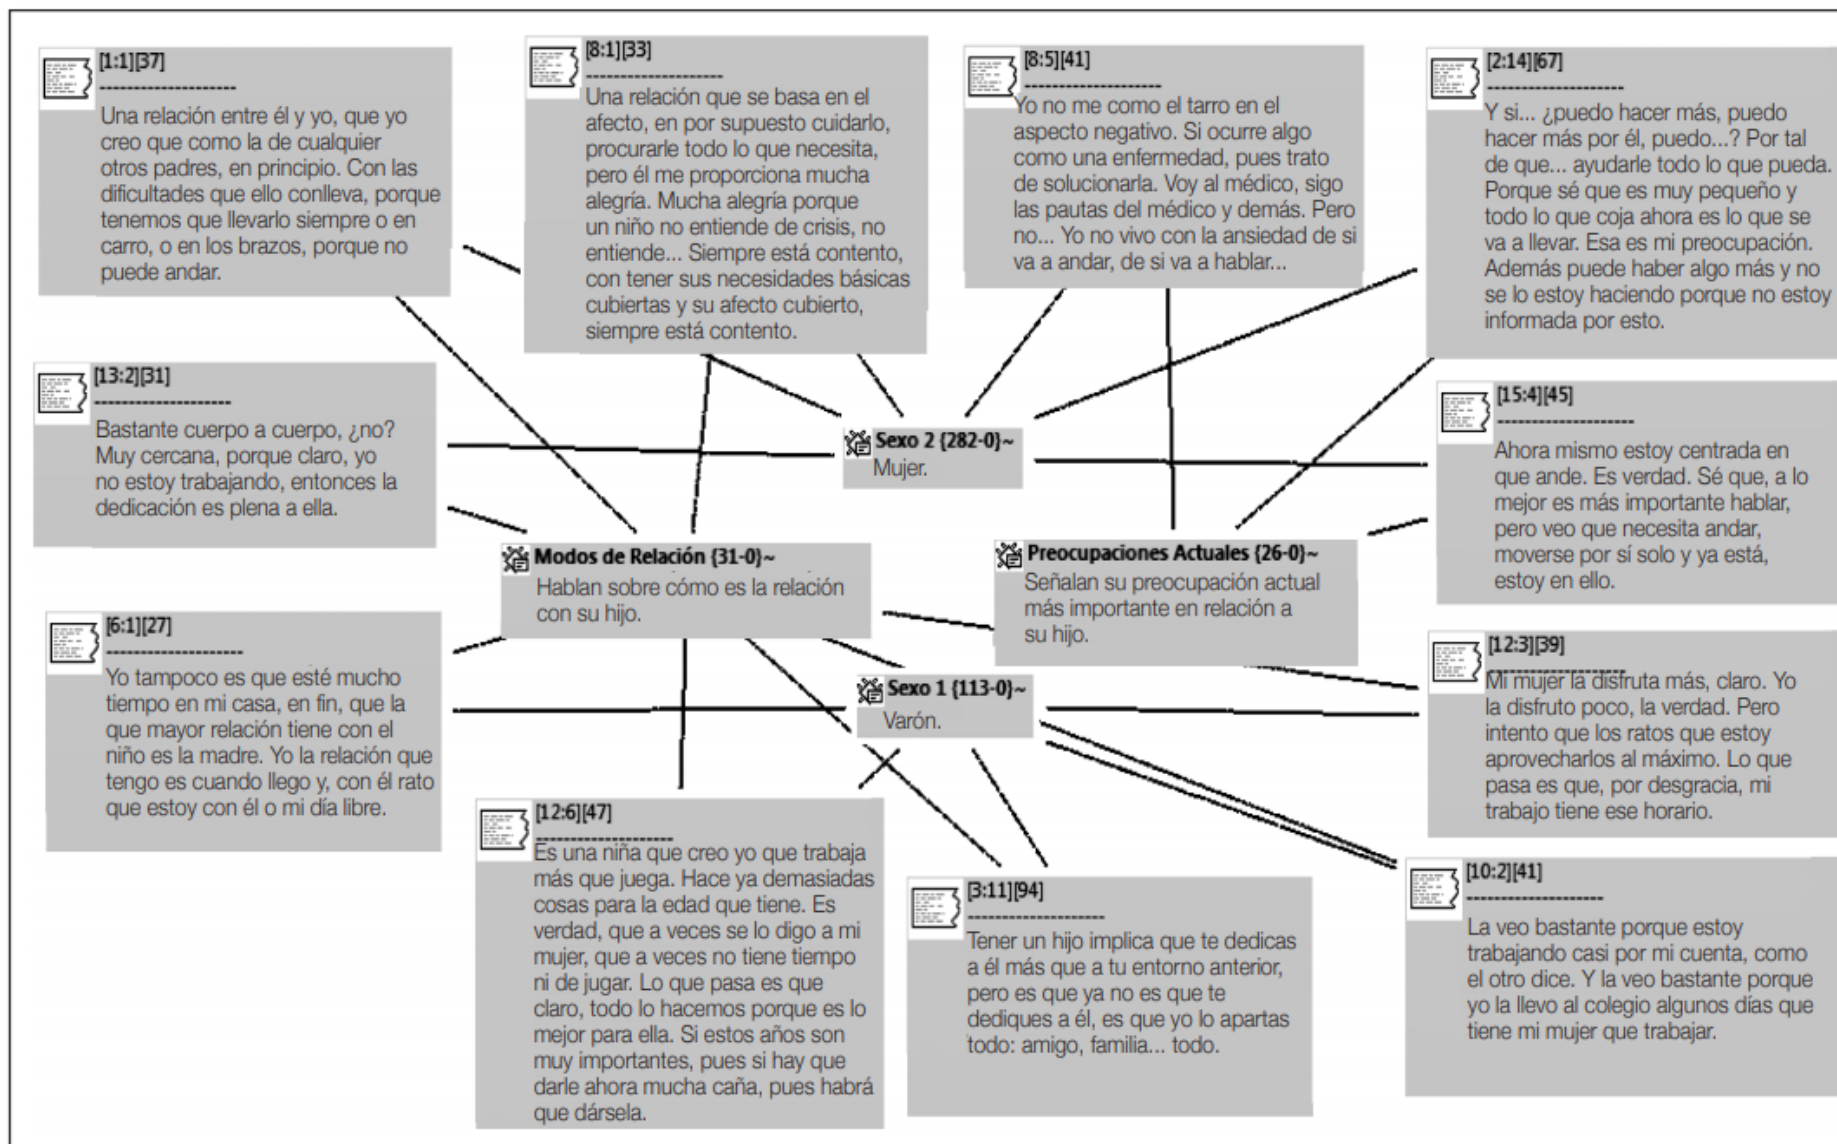 [1:1][37]
--------------------
Una relación entre él y yo, que yo
creo que como la de cualquier
otros padres, en principio. Con las
dificultades que ello conlleva, porque
tenemos que llevarlo siempre o en
carro, o en los brazos, porque no
puede andar.
[8:1][33]
--------------------
Una relación que se basa en el
afecto, en por supuesto cuidarlo,
procurarle todo lo que necesita,
pero él me proporciona mucha
alegría. Mucha alegría porque
un niño no entiende de crisis, no
entiende... Siempre está contento,
con tener sus necesidades básicas
cubiertas y su afecto cubierto,
siempre está contento.
[8:5][41]
--------------------
Yo no me como el tarro en el
aspecto negativo. Si ocurre algo
como una enfermedad, pues trato
de solucionarla. Voy al médico, sigo
las pautas del médico y demás. Pero
no... Yo no vivo con la ansiedad de si
va a andar, de si va a hablar...
[2:14][67]
--------------------
Y si... ¿puedo hacer más, puedo
hacer más por él, puedo...? Por tal
de que... ayudarle todo lo que pueda.
Porque sé que es muy pequeño y
todo lo que coja ahora es lo que se
va a llevar. Esa es mi preocupación.
Además puede haber algo más y no
se lo estoy haciendo porque no estoy
informada por esto.
[13:2][31]
--------------------
Bastante cuerpo a cuerpo, ¿no?
Muy cercana, porque claro, yo
no estoy trabajando, entonces la
dedicación es plena a ella.
Sexo 2 {282-0}~
Mujer.
[15:4][45]
--------------------
Ahora mismo estoy centrada en
que ande. Es verdad. Sé que, a lo
mejor es más importante hablar,
pero veo que necesita andar,
moverse por sí solo y ya está,
estoy en ello.
Modos de Relación {31-0}~
Hablan sobre cómo es la relación
con su hijo.
Preocupaciones Actuales {26-0}~
Señalan su preocupación actual
más importante en relación a
su hijo.
[6:1][27]
--------------------
Yo tampoco es que esté mucho
tiempo en mi casa, en fin, que la
que mayor relación tiene con el
niño es la madre. Yo la relación que
tengo es cuando llego y, con él rato
que estoy con él o mi día libre.
Sexo 1 {113-0}~
Varón.
[12:3][39]
--------------------
Mi mujer la disfruta más, claro. Yo
la disfruto poco, la verdad. Pero
intento que los ratos que estoy
aprovecharlos al máximo. Lo que
pasa es que, por desgracia, mi
trabajo tiene ese horario.
[12:6][47]
--------------------
Es una niña que creo yo que trabaja
más que juega. Hace ya demasiadas
cosas para la edad que tiene. Es
verdad, que a veces se lo digo a mi
mujer, que a veces no tiene tiempo
ni de jugar. Lo que pasa es que
claro, todo lo hacemos porque es lo
mejor para ella. Si estos años son
muy importantes, pues si hay que
darle ahora mucha caña, pues habrá
que dársela.
[3:11][94]
--------------------
Tener un hijo implica que te dedicas
a él más que a tu entorno anterior,
pero es que ya no es que te
dediques a él, es que yo lo apartas
todo: amigo, familia... todo.
[10:2][41]
--------------------
La veo bastante porque estoy
trabajando casi por mi cuenta, como
el otro dice. Y la veo bastante porque
yo la llevo al colegio algunos días que
tiene mi mujer que trabajar.